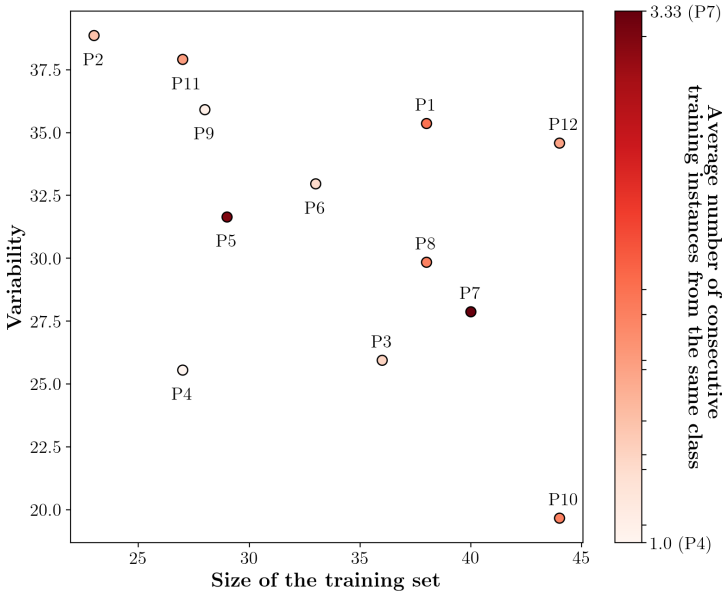 3.33 (P7)
P2
P11
P9
P1
P12
P6
P5
P8
P7
P3
P4
P10
37.5
35.0
32.5
30.0
27.5
25.0
22.5
20.0
Variability
25
30
35
40
45
Size of the training set
1.0 (P4)
Average number of consecutive
training instances from the same class